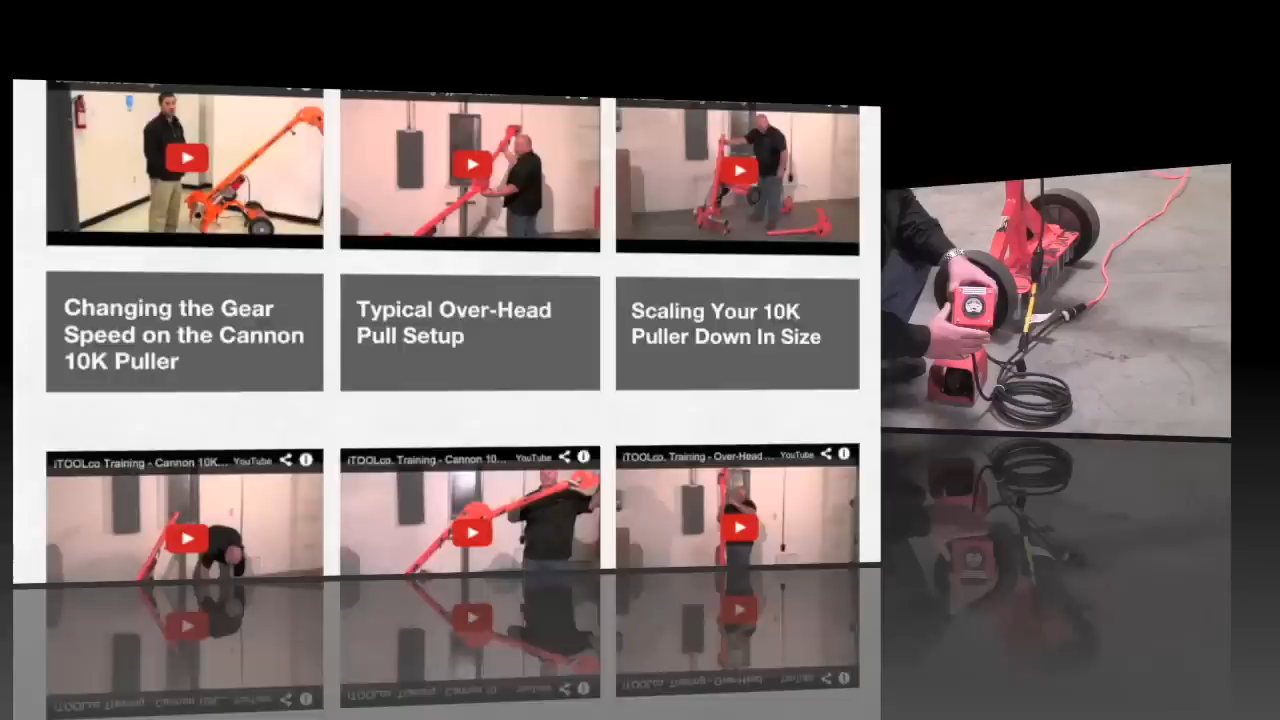 Changing the Gear
Speed on the Cannon
10K Puller
Typical Over-Head
Pull Setup
Scaling Your 10K
Puller Down In Size
iTOOLco Training - Cannon 10K... YouTube
iTOOLco. Training - Cannon 10... YouTube
iTOOLco. Training - Over-Head ... YouTube